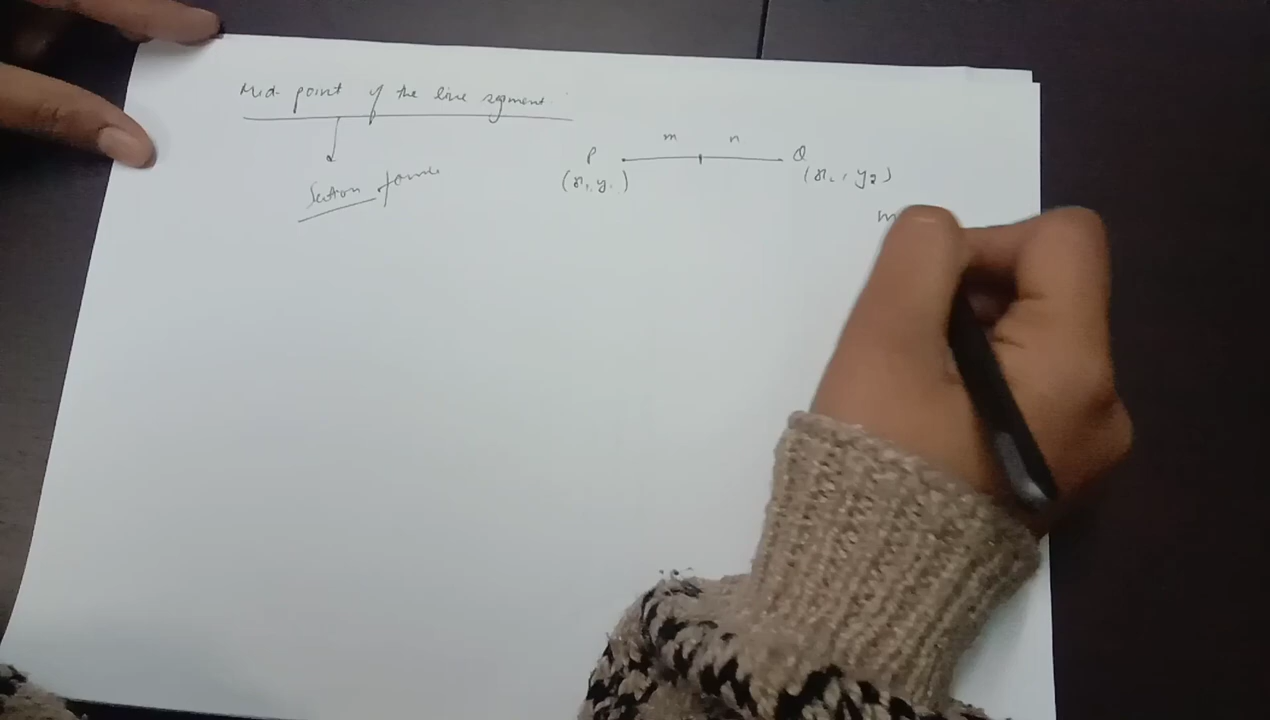 Mid point of the line segment
Section formula
m n
P Q
(x₁, y₁) (x₂, y₂)
m